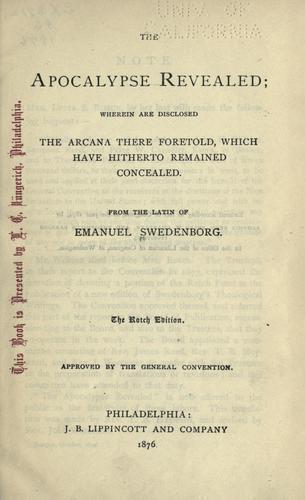 UNIV. OF
CALIFORNIA
THE
APOCALYPSE REVEALED;
WHEREIN ARE DISCLOSED
THE ARCANA THERE FORETOLD, WHICH
HAVE HITHERTO REMAINED
CONCEALED.
FROM THE LATIN OF
EMANUEL SWEDENBORG.
The Rotch Edition.
APPROVED BY THE GENERAL CONVENTION.
PHILADELPHIA:
J. B. LIPPINCOTT AND COMPANY
1876
This Book is Presented by L. C. Iungerich, Philadelphia.